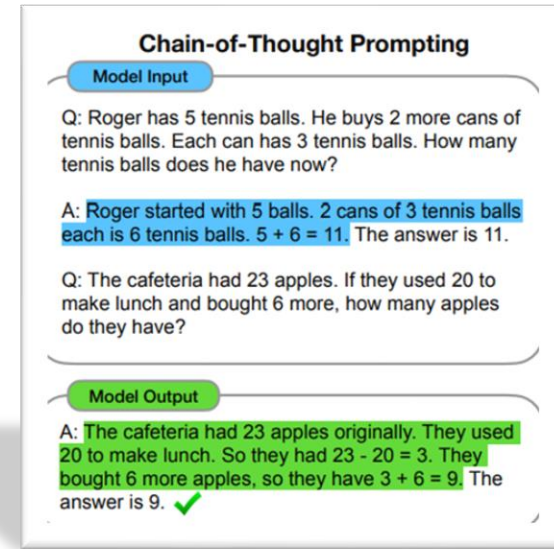 Chain-of-Thought Prompting
Model Input
Q: Roger has 5 tennis balls. He buys 2 more cans of
tennis balls. Each can has 3 tennis balls. How many
tennis balls does he have now?
A: Roger started with 5 balls. 2 cans of 3 tennis balls
each is 6 tennis balls. 5 + 6 = 11. The answer is 11.
Q: The cafeteria had 23 apples. If they used 20 to
make lunch and bought 6 more, how many apples
do they have?
Model Output
A: The cafeteria had 23 apples originally. They used
20 to make lunch. So they had 23 - 20 = 3. They
bought 6 more apples, so they have 3 + 6 = 9. The
answer is 9.